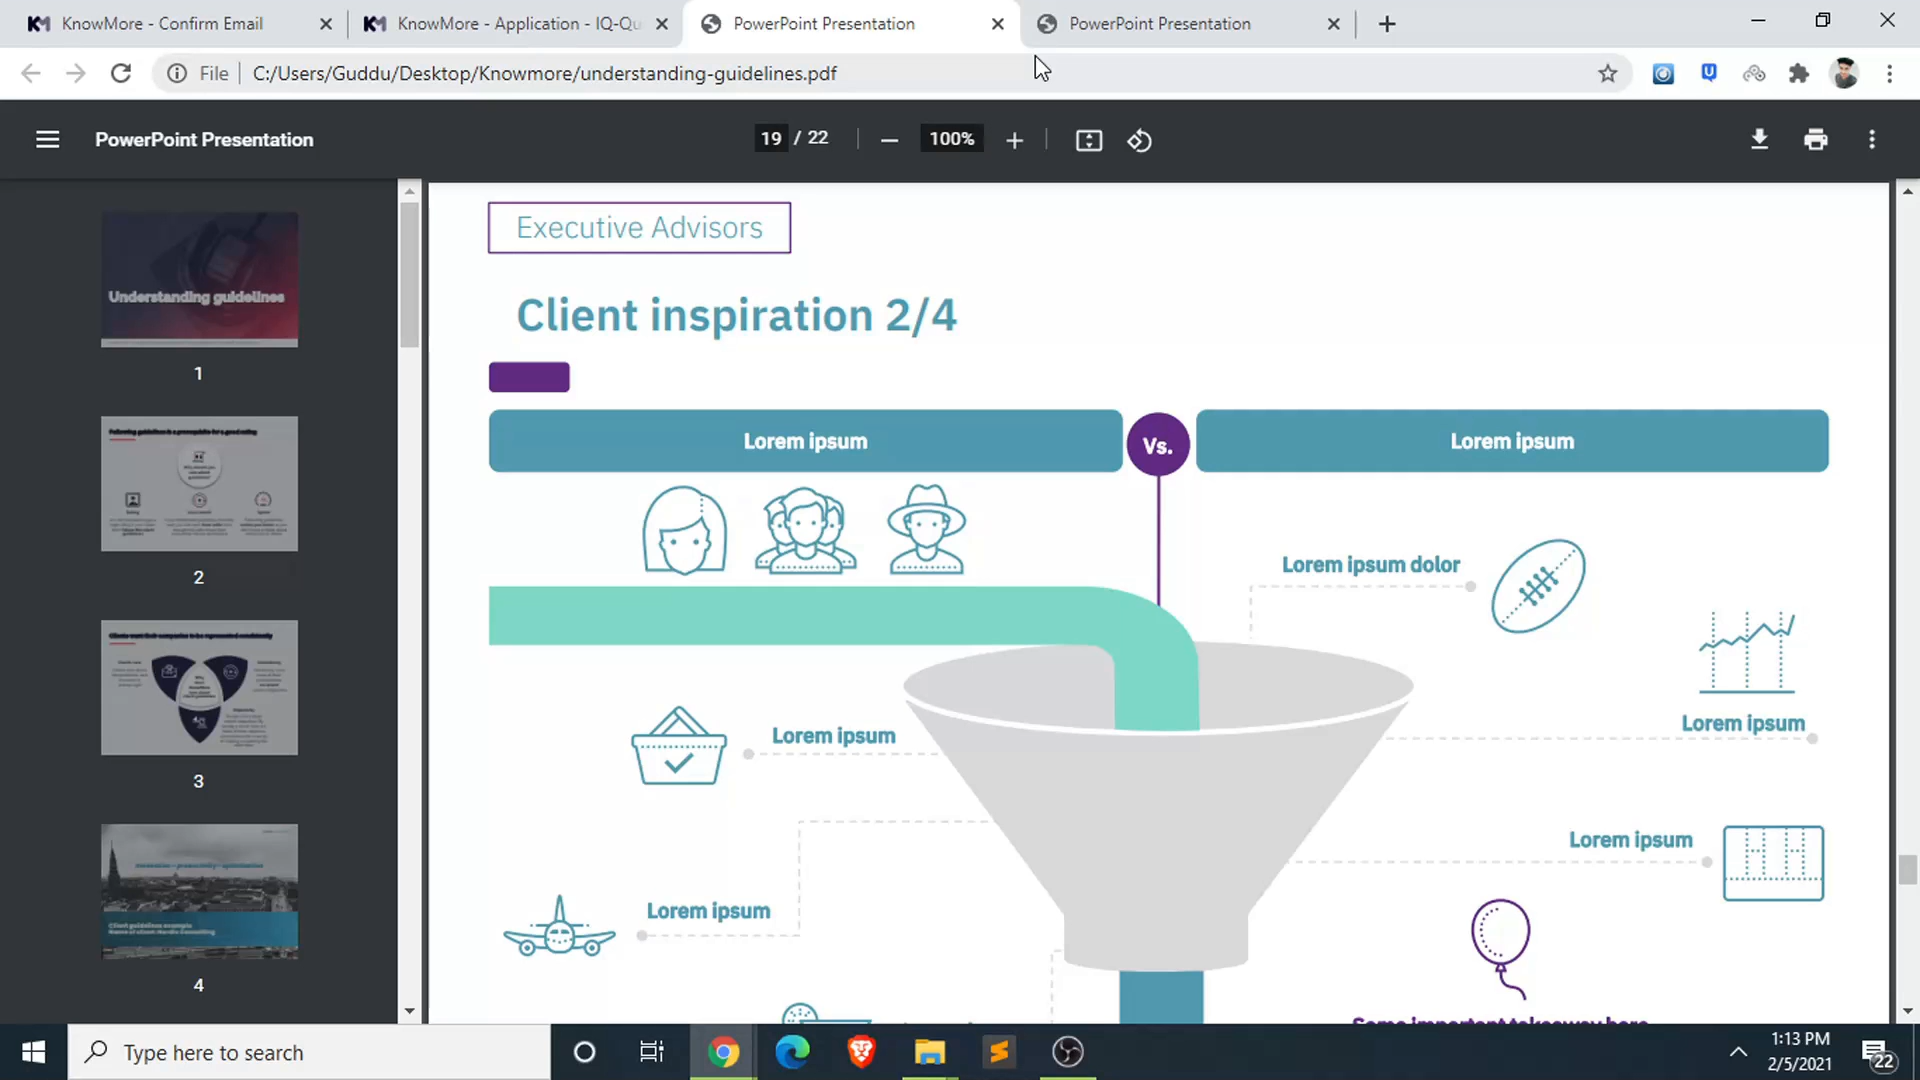 KnowMore - Confirm Email
KnowMore - Application - IQ-Qu
PowerPoint Presentation
PowerPoint Presentation
File
C:/Users/Guddu/Desktop/Knowmore/understanding-guidelines.pdf
PowerPoint Presentation
19 / 22
100%
Understanding guidelines
1
2
3
4
Executive Advisors
Client inspiration 2/4
Lorem ipsum
Vs.
Lorem ipsum
Lorem ipsum dolor
Lorem ipsum
Lorem ipsum
Lorem ipsum
Lorem ipsum
Type here to search
1:13 PM
2/5/2021
22